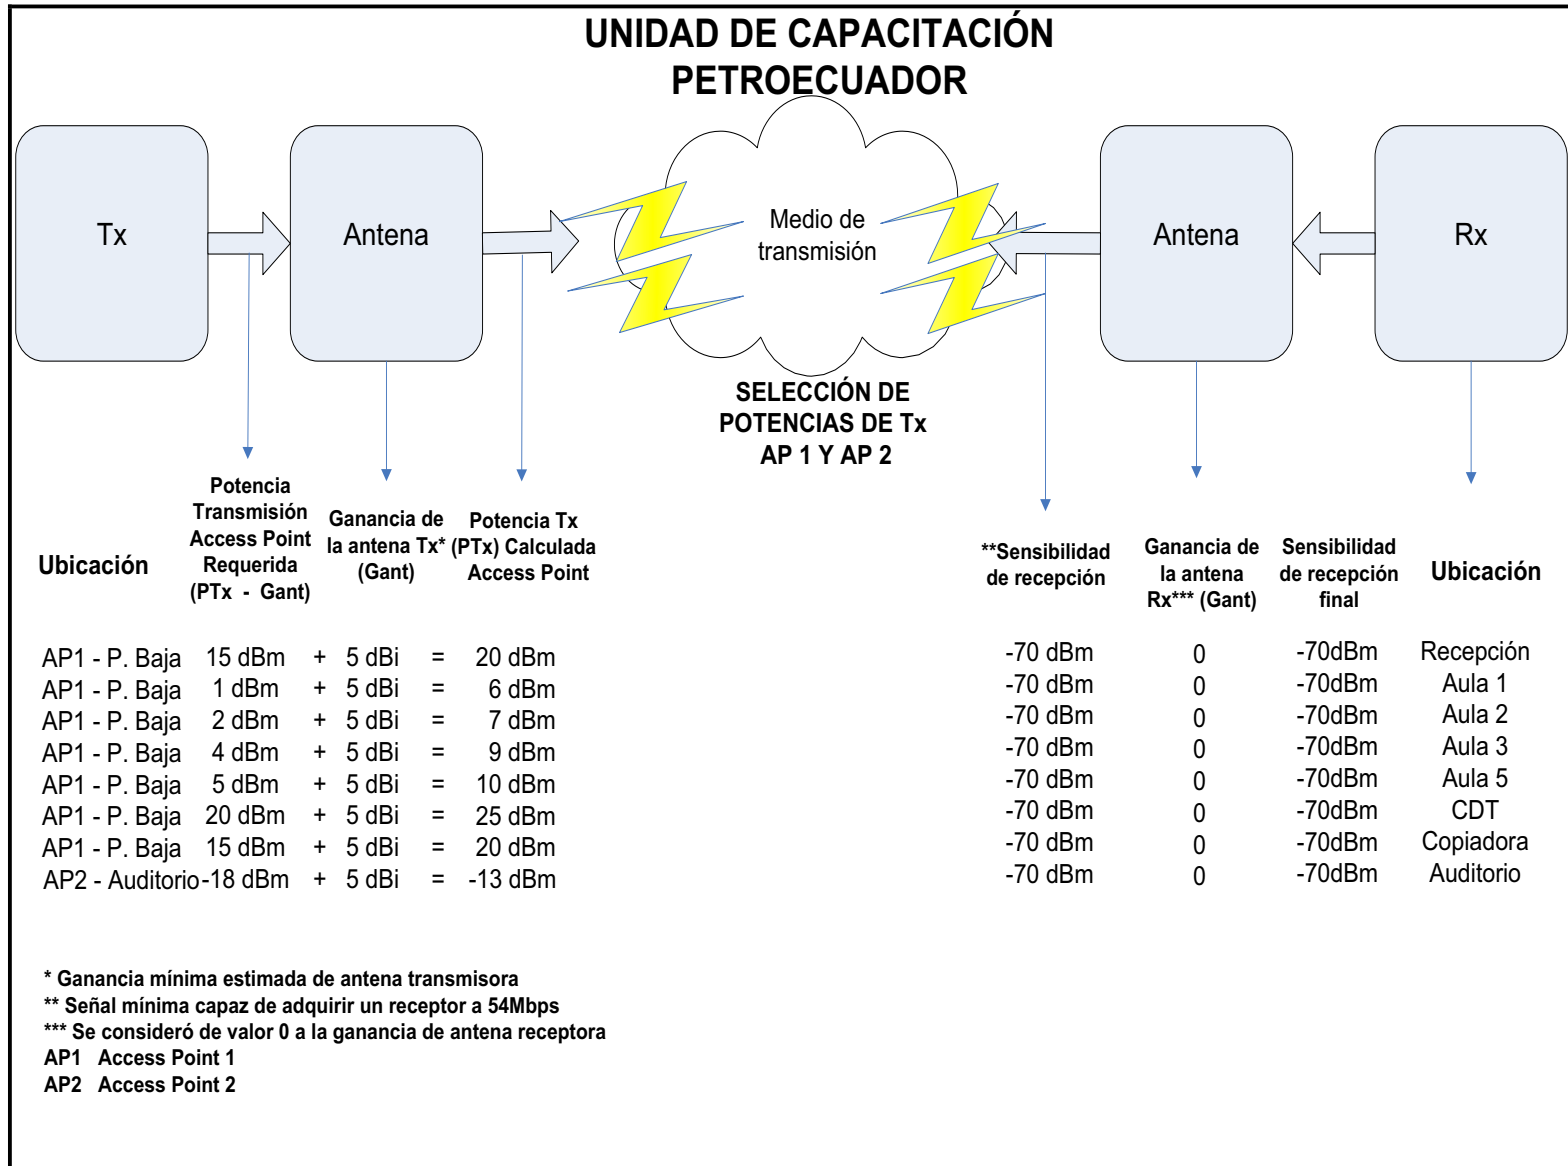 UNIDAD DE CAPACITACIÓN
PETROECUADOR
Tx
Antena
Medio de
transmisión
Antena
Rx
SELECCIÓN DE
POTENCIAS DE Tx
AP 1 Y AP 2
Ubicación
Potencia
Transmisión
Access Point
Requerida
(PTx - Gant)
Ganancia de
la antena Tx*
(Gant)
Potencia Tx
(PTx) Calculada
Access Point
**Sensibilidad
de recepción
Ganancia de
la antena
Rx*** (Gant)
Sensibilidad
de recepción
final
Ubicación
AP1 - P. Baja 15 dBm + 5 dBi = 20 dBm -70 dBm 0 -70dBm Recepción
AP1 - P. Baja 1 dBm + 5 dBi = 6 dBm -70 dBm 0 -70dBm Aula 1
AP1 - P. Baja 2 dBm + 5 dBi = 7 dBm -70 dBm 0 -70dBm Aula 2
AP1 - P. Baja 4 dBm + 5 dBi = 9 dBm -70 dBm 0 -70dBm Aula 3
AP1 - P. Baja 5 dBm + 5 dBi = 10 dBm -70 dBm 0 -70dBm Aula 5
AP1 - P. Baja 20 dBm + 5 dBi = 25 dBm -70 dBm 0 -70dBm CDT
AP1 - P. Baja 15 dBm + 5 dBi = 20 dBm -70 dBm 0 -70dBm Copiadora
AP2 - Auditorio -18 dBm + 5 dBi = -13 dBm -70 dBm 0 -70dBm Auditorio
* Ganancia mínima estimada de antena transmisora
** Señal mínima capaz de adquirir un receptor a 54Mbps
*** Se consideró de valor 0 a la ganancia de antena receptora
AP1 Access Point 1
AP2 Access Point 2